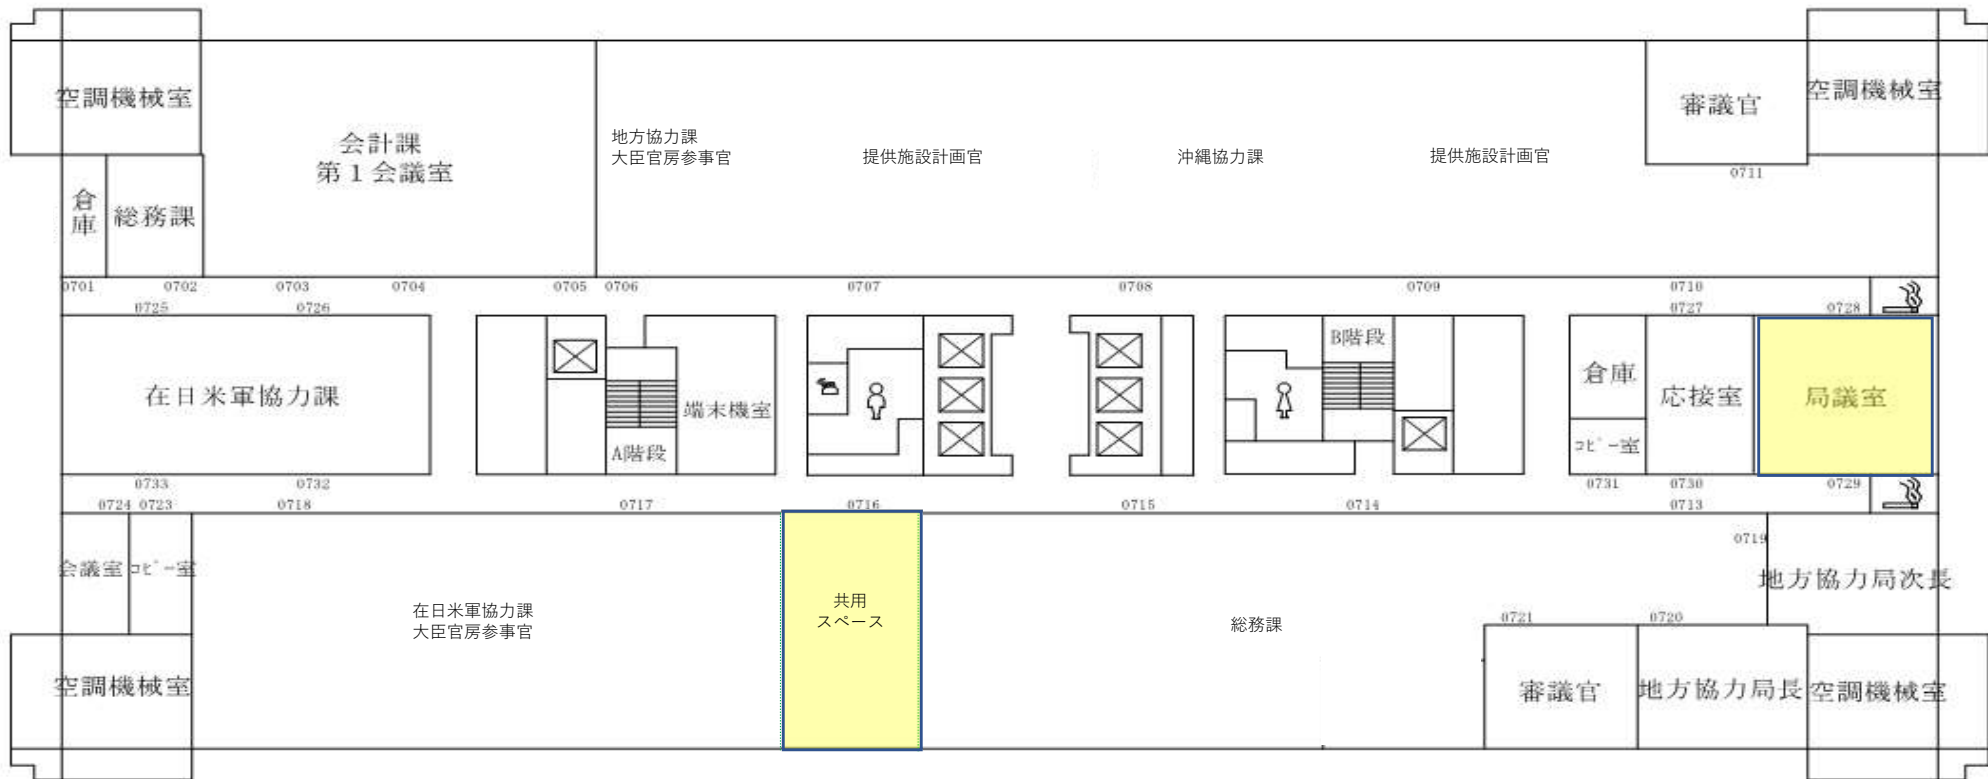 空調機械室
会計課
第1会議室
地方協力課
大臣官房参事官
提供施設計画官
沖縄協力課
提供施設計画官
審議官
空調機械室
0711
倉庫
総務課
0701
0702
0703
0704
0705
0706
0707
0708
0709
0710
0725
0726
0727
0728
在日米軍協力課
A階段
端末機室
B階段
倉庫
コピー室
応接室
局議室
0733
0732
0731
0730
0729
0724
0723
0718
0717
0716
0715
0714
0713
会議室
コピー室
在日米軍協力課
大臣官房参事官
共用
スペース
総務課
0719
地方協力局次長
0721
0720
空調機械室
審議官
地方協力局長
空調機械室